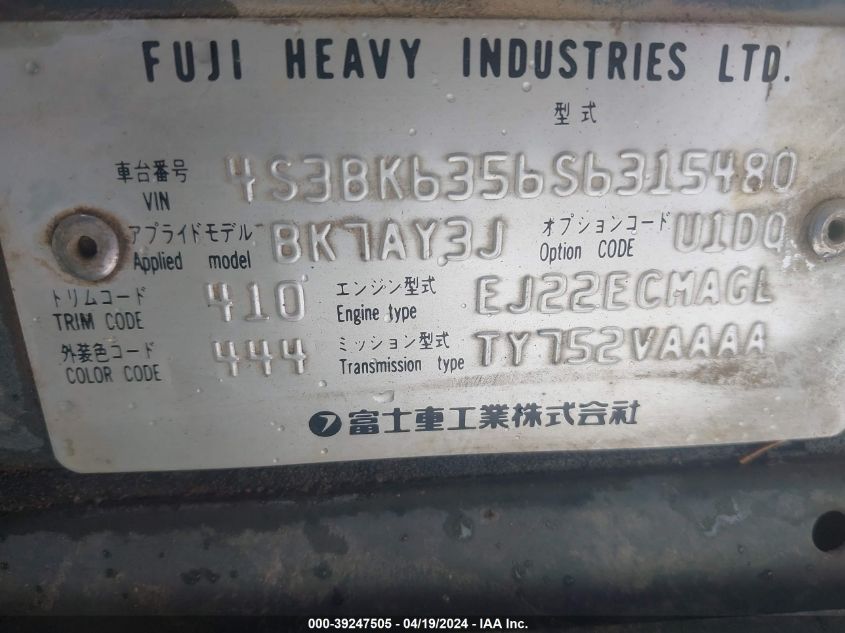 FUJI HEAVY INDUSTRIES LTD.
型式
車台番号 VIN 4S3BK6356S6315480
アプライドモデル Applied model BK7AY3J オプションコード Option CODE U1DQ
トリムコード TRIM CODE 410 エンジン型式 Engine type EJ22ECMAGL
外装色コード COLOR CODE 444 ミッション型式 Transmission type TY752VAAAA
フ富士重工業株式会社
000-39247505 - 04/19/2024 - IAA Inc.